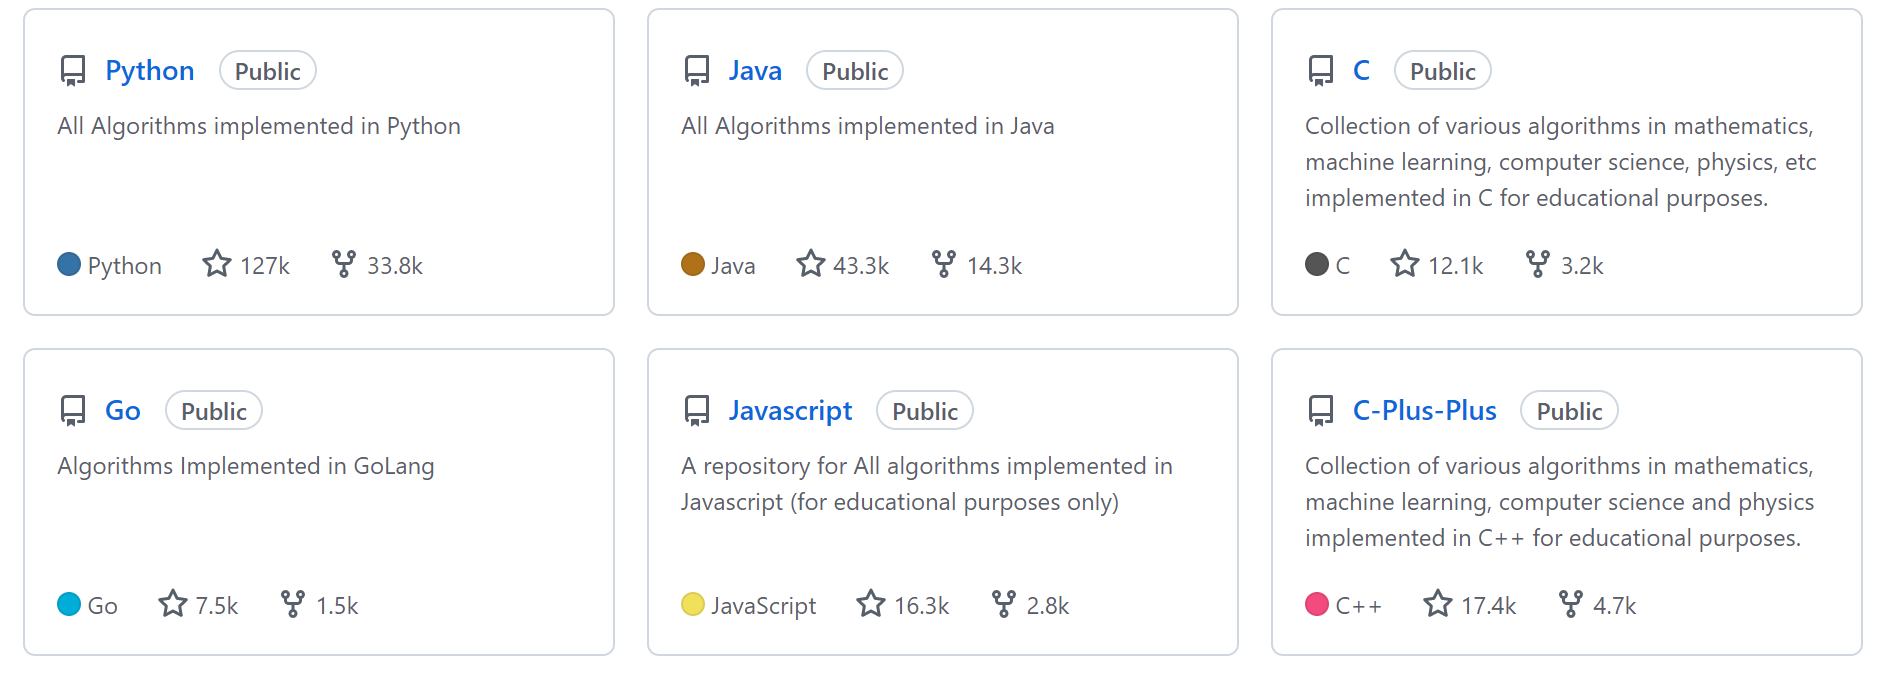 Python Public
All Algorithms implemented in Python
Python 127k 33.8k
Java Public
All Algorithms implemented in Java
Java 43.3k 14.3k
C Public
Collection of various algorithms in mathematics,
machine learning, computer science, physics, etc
implemented in C for educational purposes.
C 12.1k 3.2k
Go Public
Algorithms Implemented in GoLang
Go 7.5k 1.5k
Javascript Public
A repository for All algorithms implemented in
Javascript (for educational purposes only)
JavaScript 16.3k 2.8k
C-Plus-Plus Public
Collection of various algorithms in mathematics,
machine learning, computer science and physics
implemented in C++ for educational purposes.
C++ 17.4k 4.7k